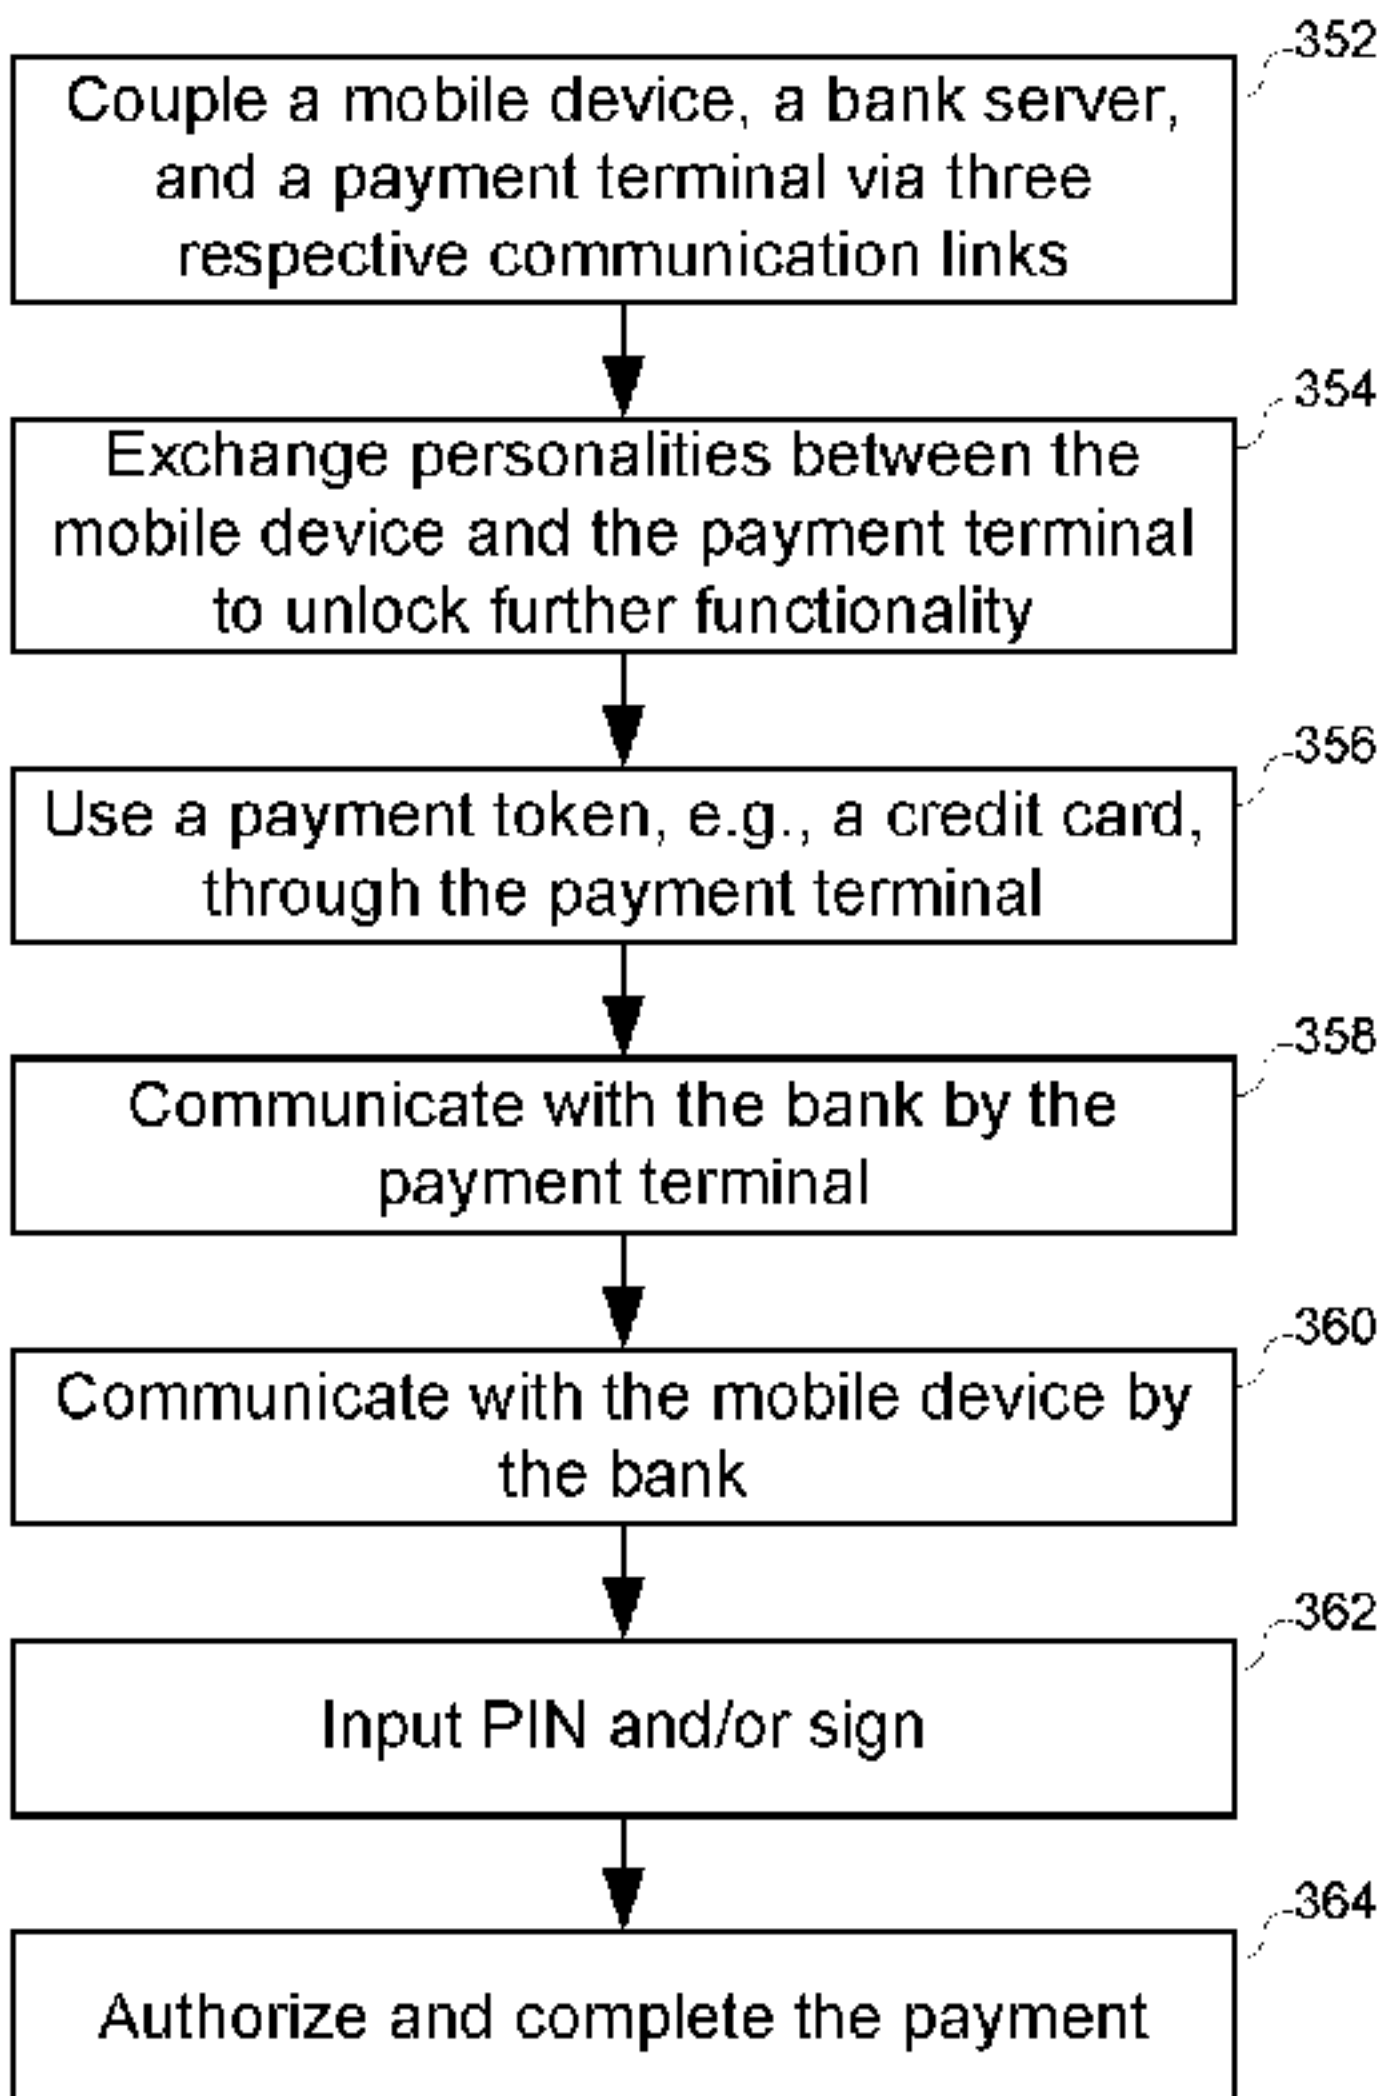 352
Couple a mobile device, a bank server,
and a payment terminal via three
respective communication links
354
Exchange personalities between the
mobile device and the payment terminal
to unlock further functionality
356
Use a payment token, e.g., a credit card,
through the payment terminal
358
Communicate with the bank by the
payment terminal
360
Communicate with the mobile device by
the bank
362
Input PIN and/or sign
364
Authorize and complete the payment